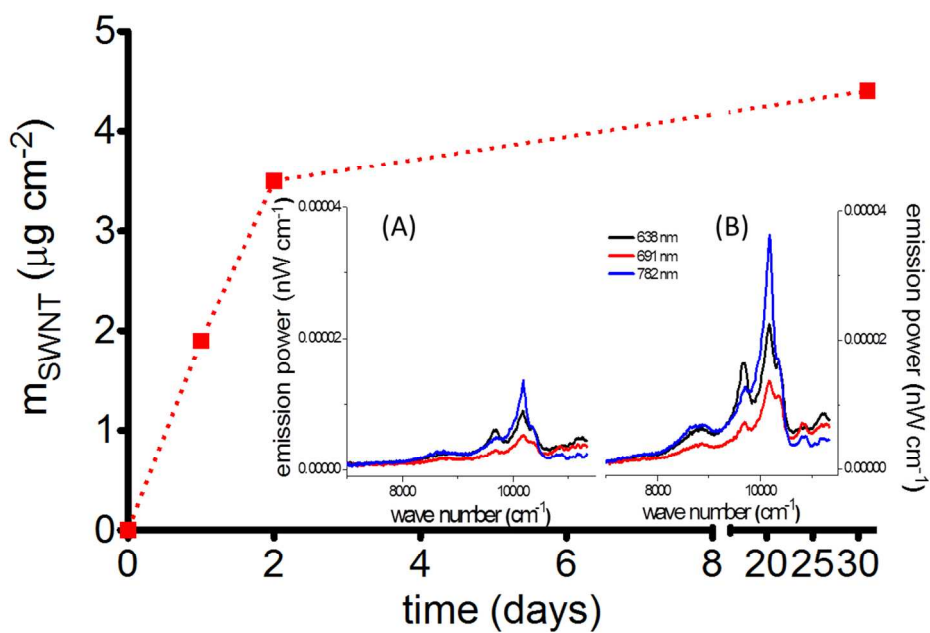 5
4
3
2
1
0
m_SWNT (µg cm⁻²)
0
2
4
6
8
20
25
30
time (days)
(A)
0.00004
0.00002
0.00000
emission power (nW cm⁻¹)
8000
10000
wave number (cm⁻¹)
638 nm
691 nm
782 nm
(B)
0.00004
0.00002
0.00000
emission power (nW cm⁻¹)
8000
10000
wave number (cm⁻¹)